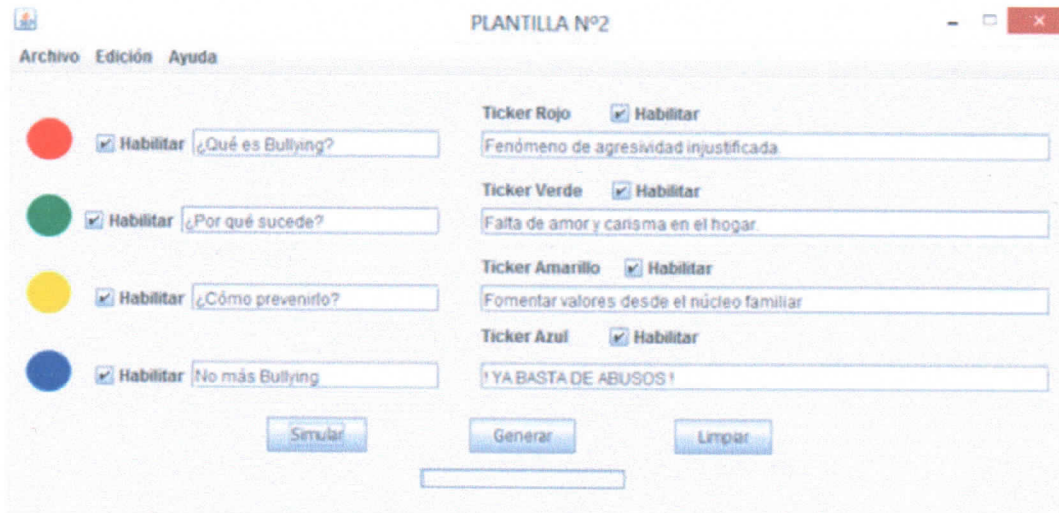 PLANTILLA Nº2
Archivo Edición Ayuda
Ticker Rojo Habilitar
Habilitar ¿Qué es Bullying? Fenómeno de agresividad injustificada.
Ticker Verde Habilitar
Habilitar ¿Por qué sucede? Falta de amor y carisma en el hogar.
Ticker Amarillo Habilitar
Habilitar ¿Cómo prevenirlo? Fomentar valores desde el núcleo familiar
Ticker Azul Habilitar
Habilitar No más Bullying ! YA BASTA DE ABUSOS !
Simular Generar Limpiar